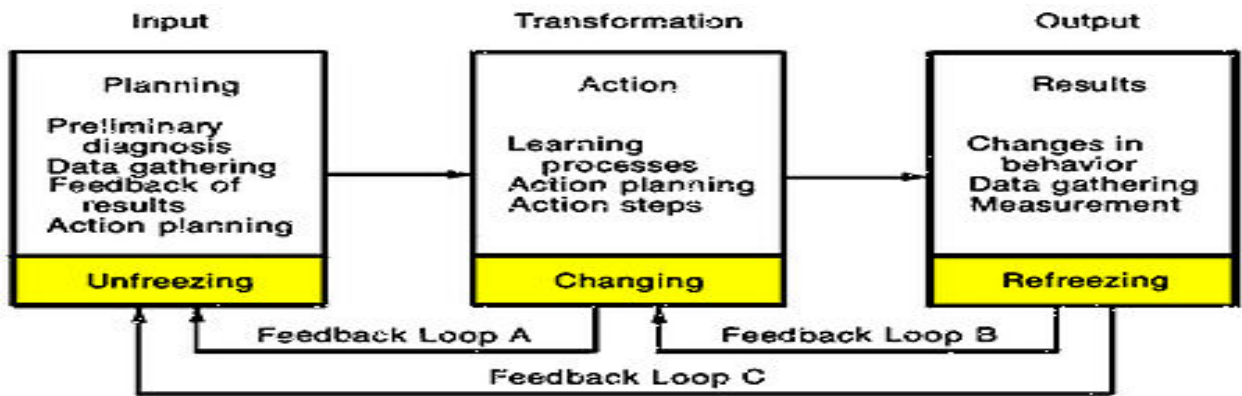 Input
Transformation
Output
Planning
Preliminary
diagnosis
Data gathering
Feedback of
results
Action planning
Unfreezing
Action
Learning
processes
Action planning
Action steps
Changing
Results
Changes in
behavior
Data gathering
Measurement
Refreezing
Feedback Loop A
Feedback Loop B
Feedback Loop C